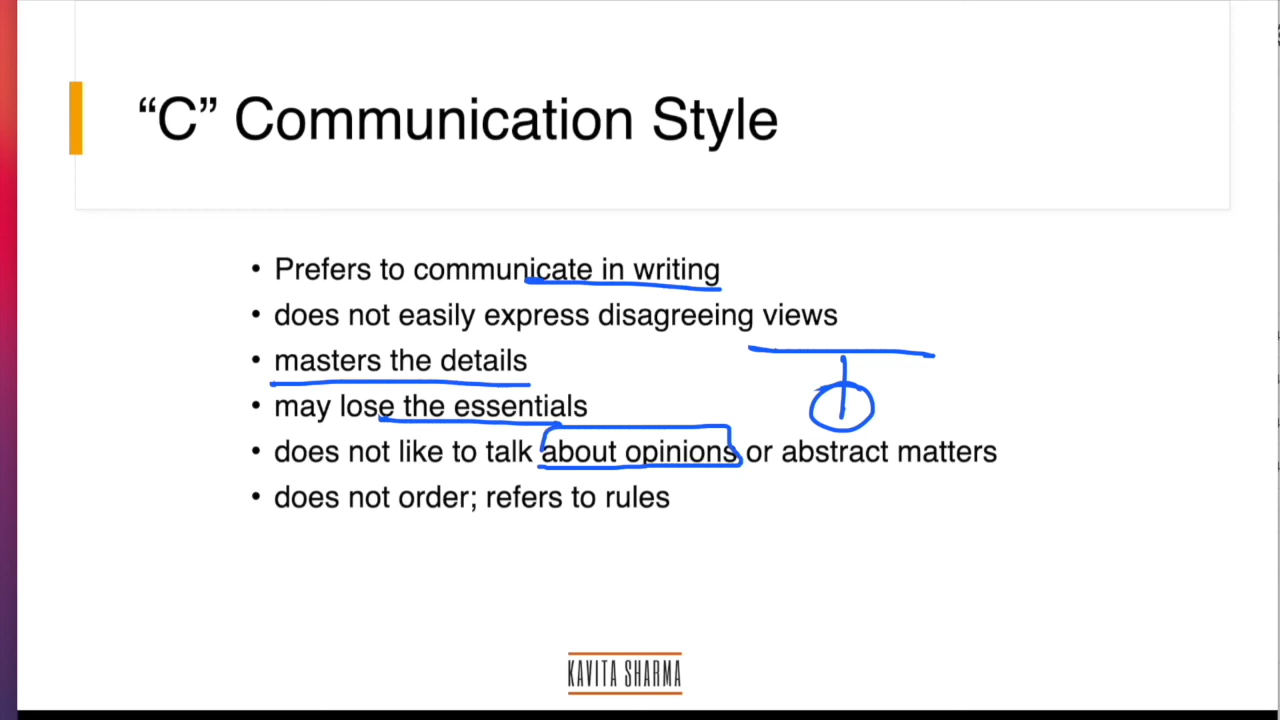 “C” Communication Style
• Prefers to communicate in writing
• does not easily express disagreeing views
• masters the details
• may lose the essentials
• does not like to talk about opinions or abstract matters
• does not order; refers to rules
KAVITA SHARMA